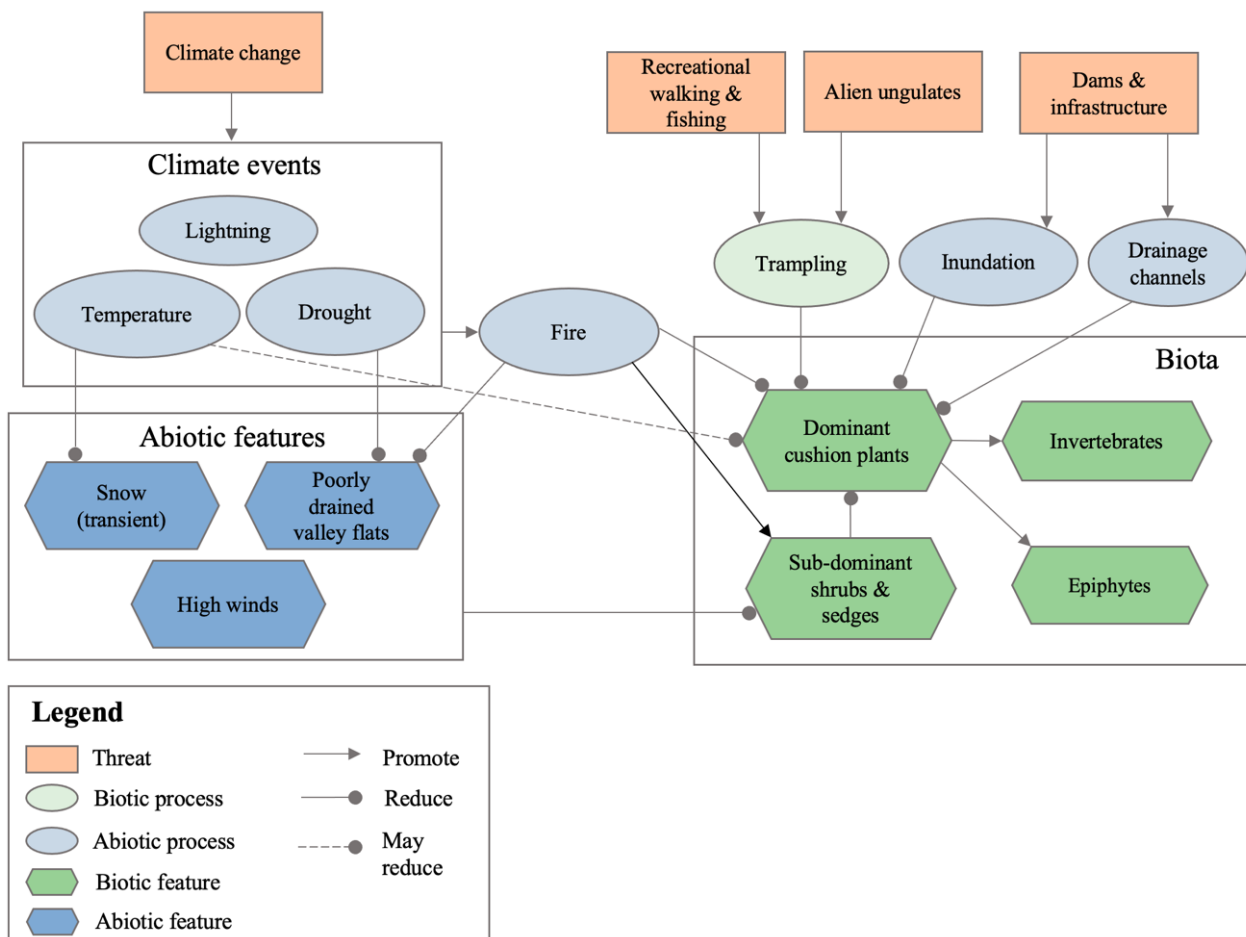 Climate change
Recreational
walking &
fishing
Alien ungulates
Dams &
infrastructure
Climate events
Lightning
Temperature
Drought
Fire
Trampling
Inundation
Drainage
channels
Abiotic features
Snow
(transient)
Poorly
drained
valley flats
High winds
Biota
Dominant
cushion plants
Invertebrates
Sub-dominant
shrubs &
sedges
Epiphytes
Legend
Threat
Biotic process
Abiotic process
Biotic feature
Abiotic feature
Promote
Reduce
May
reduce